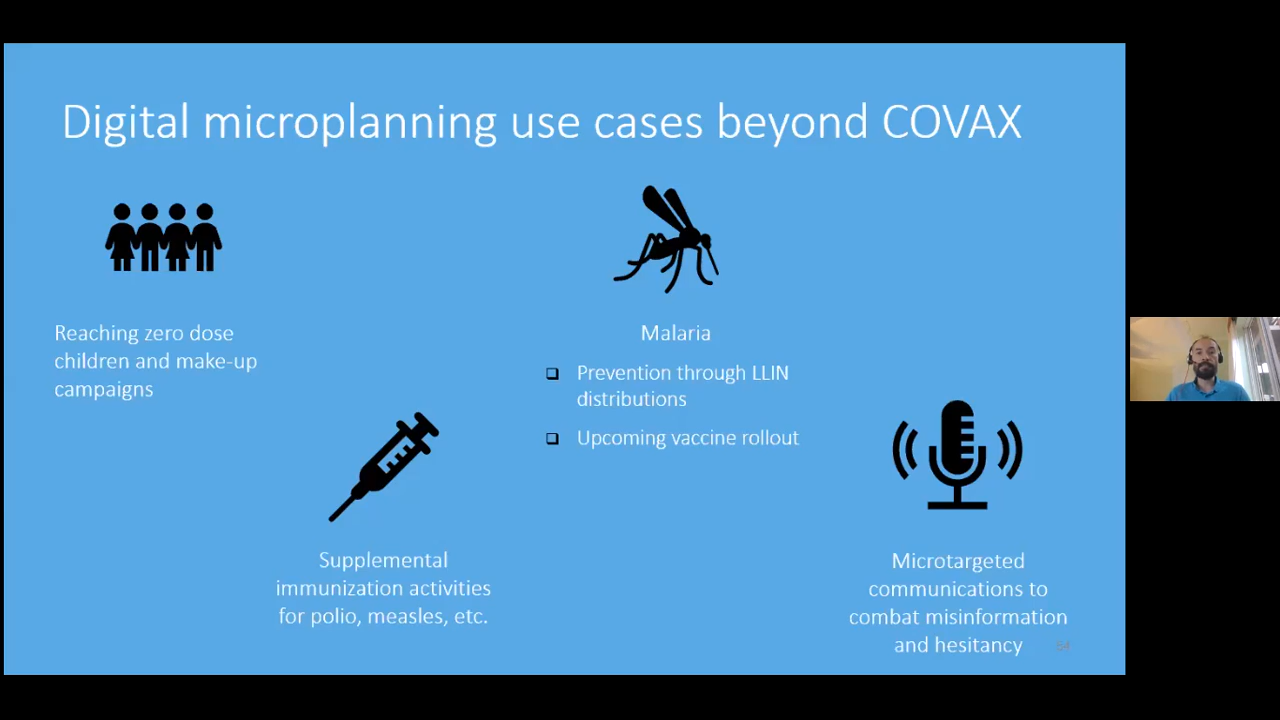 Digital microplanning use cases beyond COVAX
Reaching zero dose
children and make-up
campaigns
Supplemental
immunization activities
for polio, measles, etc.
Malaria
Prevention through LLIN
distributions
Upcoming vaccine rollout
Microtargeted
communications to
combat misinformation
and hesitancy
64